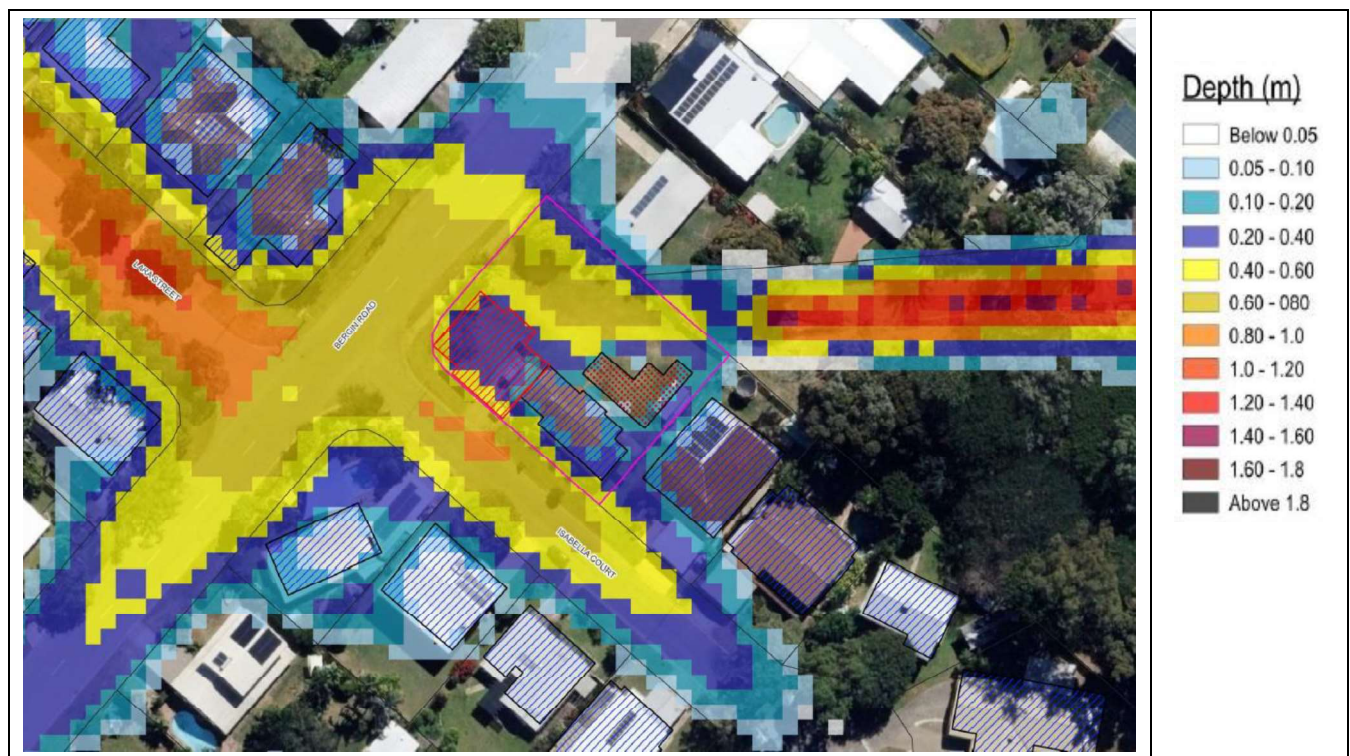 LAKA STREET
BERGIN ROAD
ISABELLA COURT
Depth (m)
Below 0.05
0.05 - 0.10
0.10 - 0.20
0.20 - 0.40
0.40 - 0.60
0.60 - 080
0.80 - 1.0
1.0 - 1.20
1.20 - 1.40
1.40 - 1.60
1.60 - 1.8
Above 1.8